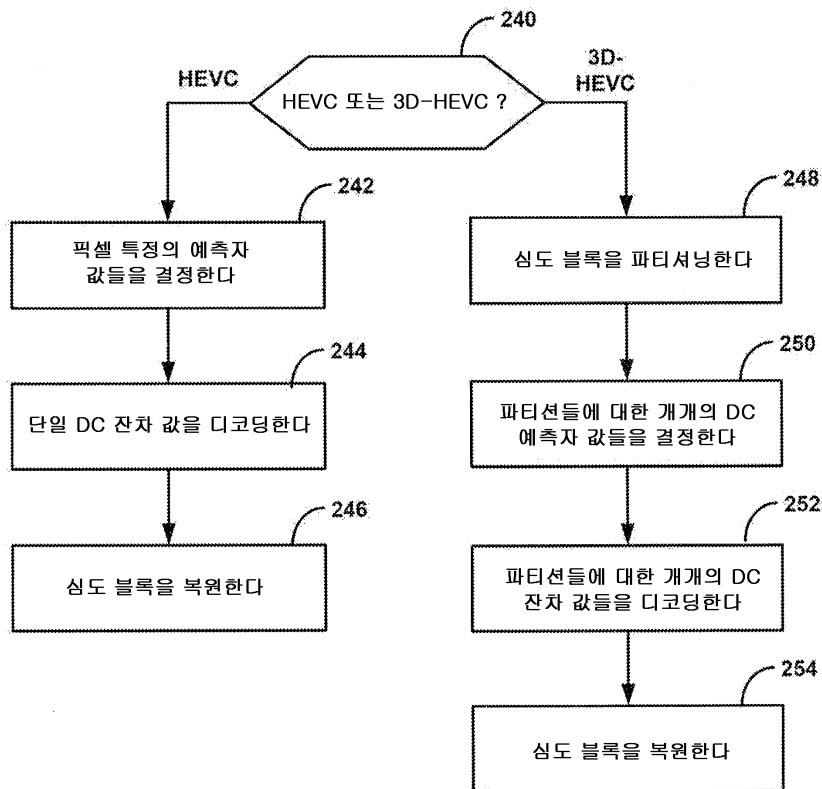 240
HEVC
3D-
HEVC
HEVC 또는 3D-HEVC ?
242
픽셀 특정의 예측자
값들을 결정한다
244
단일 DC 잔차 값을 디코딩한다
246
심도 블록을 복원한다
248
심도 블록을 파티셔닝한다
250
파티션들에 대한 개개의 DC
예측자 값들을 결정한다
252
파티션들에 대한 개개의 DC
잔차 값들을 디코딩한다
254
심도 블록을 복원한다